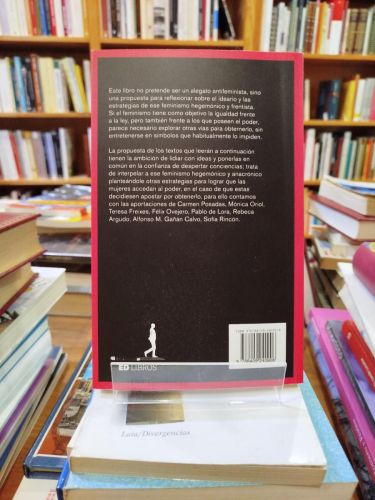 Este libro no pretende ser un alegato antifeminista, sino
una propuesta para reflexionar sobre el ideario y las
estrategias de ese feminismo hegemónico y frentista.
Si el feminismo tiene como objetivo la igualdad frente a
la ley, pero también frente a los que poseen el poder,
parece necesario explorar otras vías para obtenerlo, sin
entretenerse en símbolos que habitualmente lo impiden.
La propuesta de los textos que leerán a continuación
tienen la ambición de lidiar con ideas y ponerlas en
común en la confianza de despertar conciencias; trata
de interpelar a ese feminismo hegemónico y anacrónico
planteándole otras estrategias para lograr que las
mujeres accedan al poder, en el caso de que estas
decidiesen apostar por obtenerlo, para ello contamos
con las aportaciones de Carmen Posadas, Mónica Oriol,
Teresa Freixes, Félix Ovejero, Pablo de Lora, Rebeca
Argudo, Alfonso M. Gañán Calvo, Sofía Rincón.
ED LIBROS
Luto/Divergencias